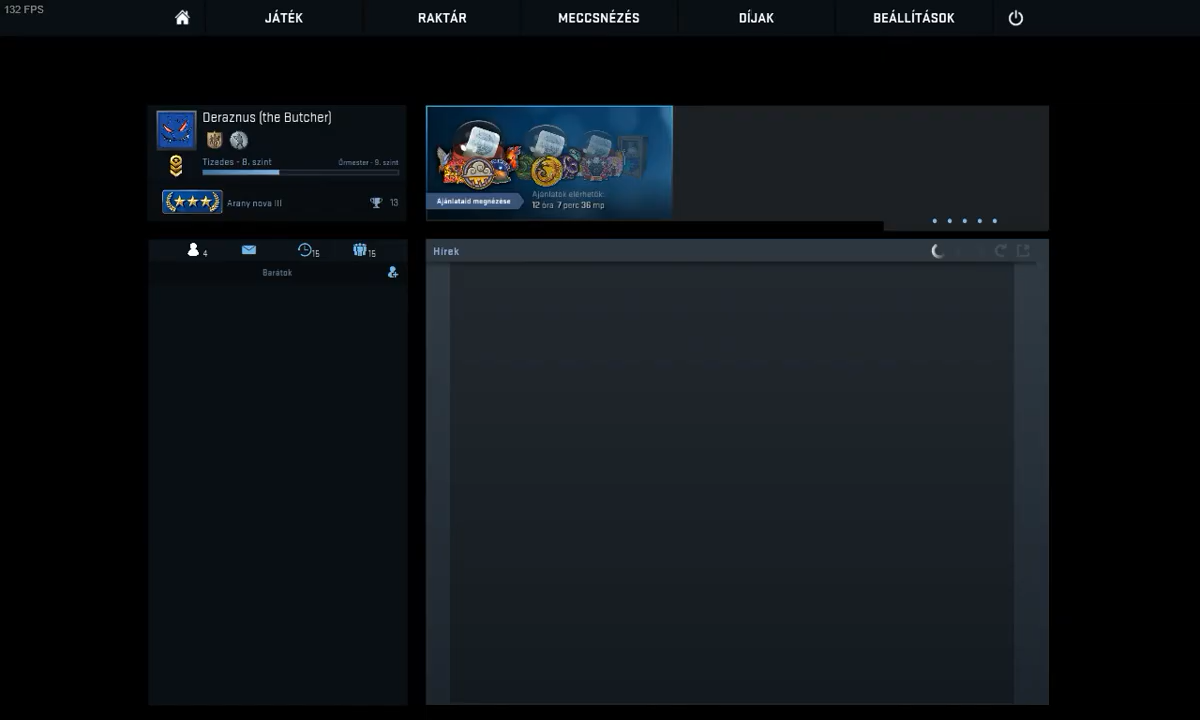 132 FPS
JÁTÉK
RAKTÁR
MECCSNÉZÉS
DÍJAK
BEÁLLÍTÁSOK
Deraznus (the Butcher)
Tizedes - 8. szint
Őrmester - 9. szint
Arany nova III
13
Ajánlataid megnézése
Ajánlatok elérhetők:
12 óra 7 perc 36 mp
4
15
15
Barátok
Hírek